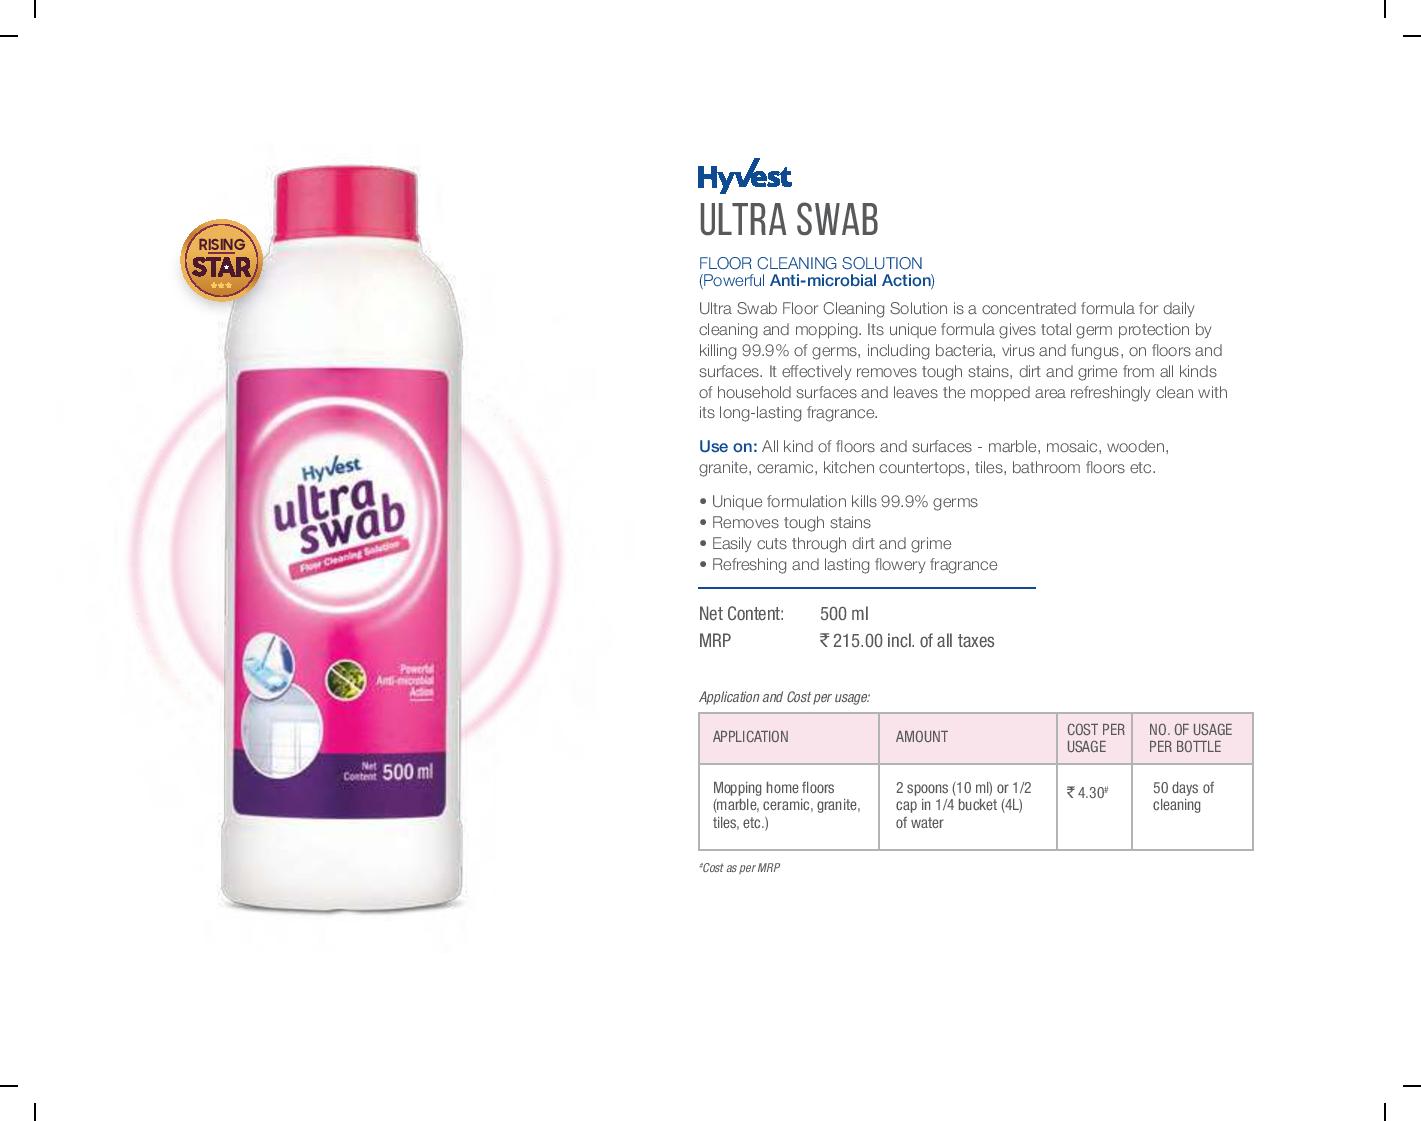 RISING
STAR
HyVest
ultra
swab
Floor Cleaning Solution
Powerful
Anti-microbial
Action
Net
Content 500 ml
HyVest
ULTRA SWAB
FLOOR CLEANING SOLUTION
(Powerful Anti-microbial Action)
Ultra Swab Floor Cleaning Solution is a concentrated formula for daily
cleaning and mopping. Its unique formula gives total germ protection by
killing 99.9% of germs, including bacteria, virus and fungus, on floors and
surfaces. It effectively removes tough stains, dirt and grime from all kinds
of household surfaces and leaves the mopped area refreshingly clean with
its long-lasting fragrance.
Use on: All kind of floors and surfaces - marble, mosaic, wooden,
granite, ceramic, kitchen countertops, tiles, bathroom floors etc.
• Unique formulation kills 99.9% germs
• Removes tough stains
• Easily cuts through dirt and grime
• Refreshing and lasting flowery fragrance
Net Content: 500 ml
MRP ₹ 215.00 incl. of all taxes
Application and Cost per usage:
APPLICATION
AMOUNT
COST PER
USAGE
NO. OF USAGE
PER BOTTLE
Mopping home floors
(marble, ceramic, granite,
tiles, etc.)
2 spoons (10 ml) or 1/2
cap in 1/4 bucket (4L)
of water
₹ 4.30#
50 days of
cleaning
#Cost as per MRP